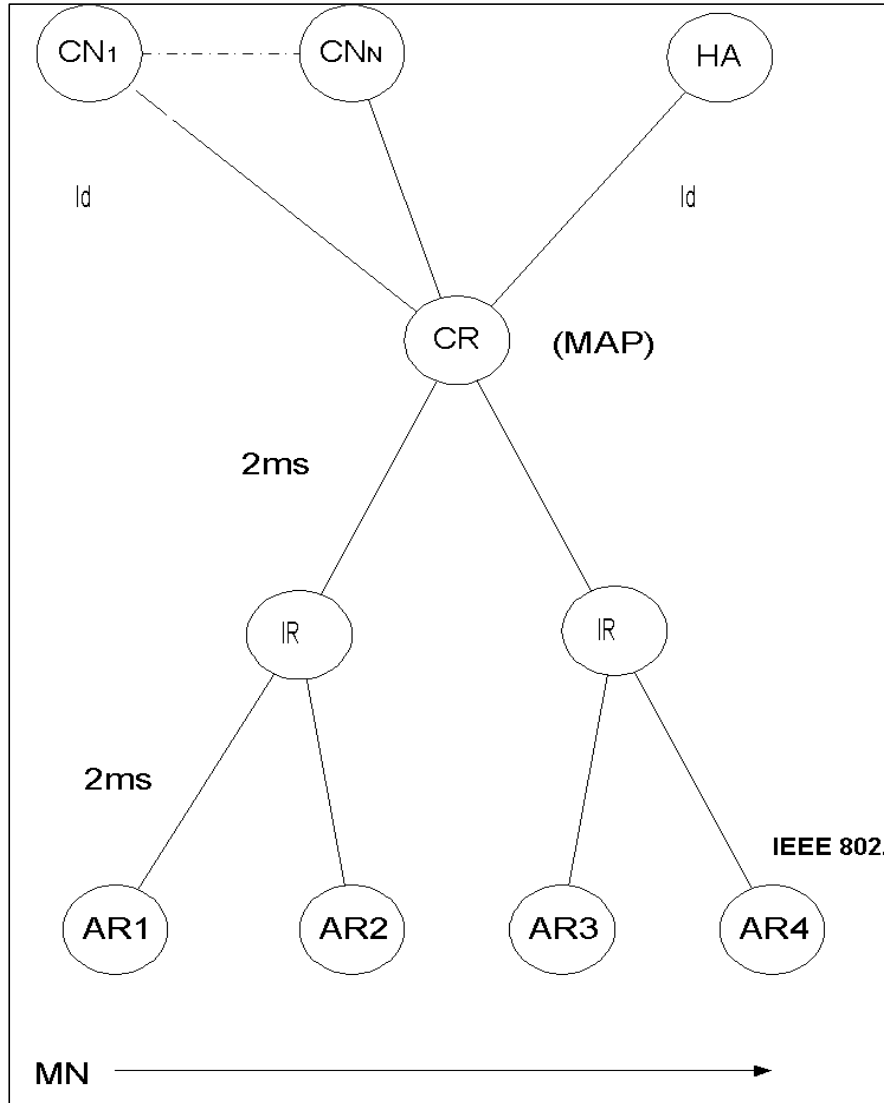 CN1
CNN
HA
ld
ld
CR
(MAP)
2ms
IR
IR
2ms
IEEE 802.
AR1
AR2
AR3
AR4
MN